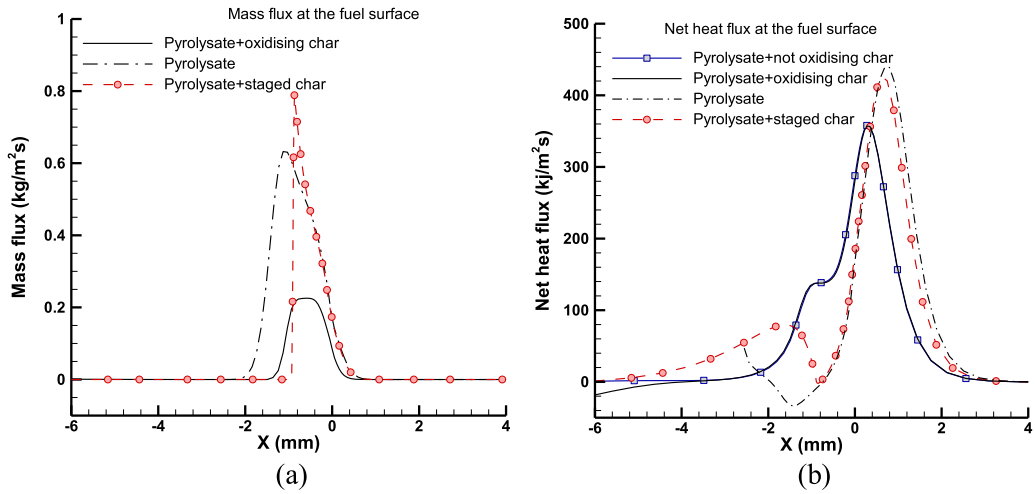 Mass flux at the fuel surface
Pyrolysate+oxidising char
Pyrolysate
Pyrolysate+staged char
Mass flux (kg/m²s)
1
0.8
0.6
0.4
0.2
0
-6
-4
-2
0
2
4
X (mm)
(a)
Net heat flux at the fuel surface
Pyrolysate+not oxidising char
Pyrolysate+oxidising char
Pyrolysate
Pyrolysate+staged char
Net heat flux (kj/m²s)
500
400
300
200
100
0
-6
-4
-2
0
2
4
X (mm)
(b)